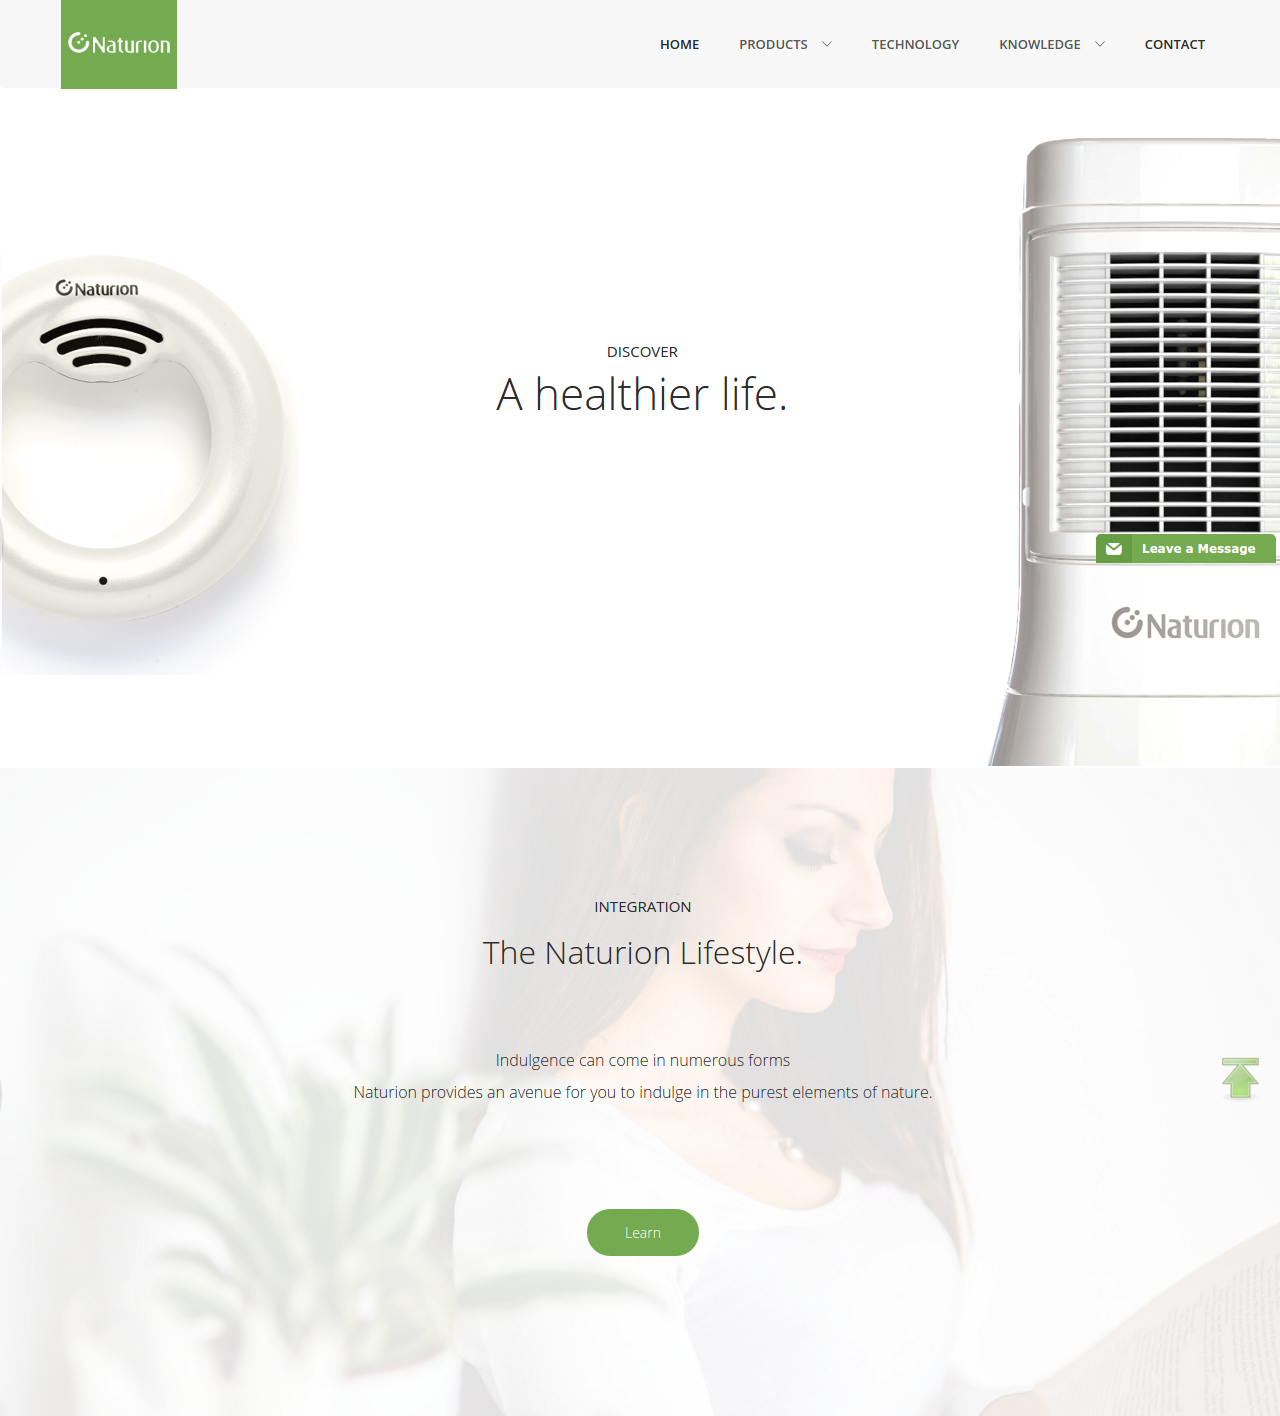 Naturion
HOME PRODUCTS TECHNOLOGY KNOWLEDGE CONTACT
Naturion
DISCOVER
A healthier life.
Leave a Message
Naturion
INTEGRATION
The Naturion Lifestyle.
Indulgence can come in numerous forms
Naturion provides an avenue for you to indulge in the purest elements of nature.
Learn